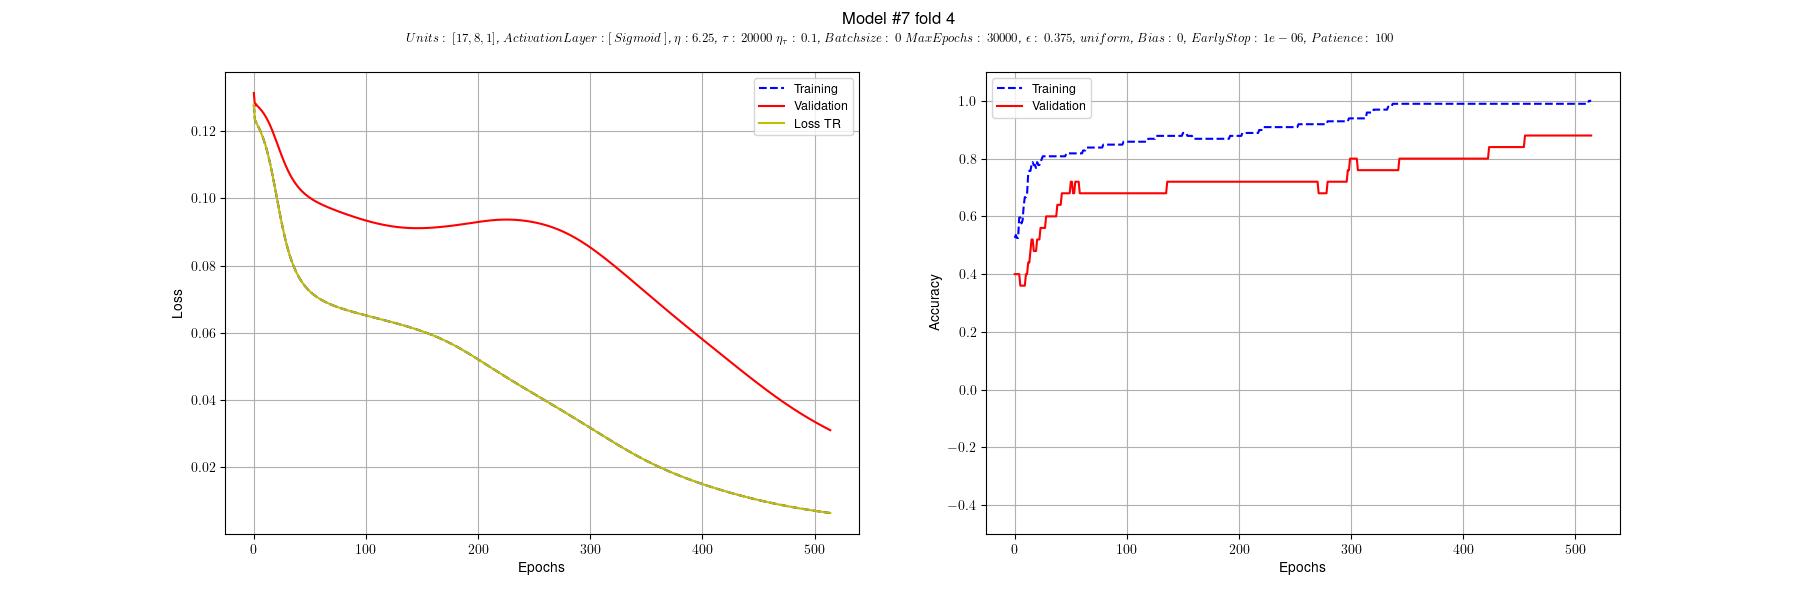 Model #7 fold 4
Units : [17, 8, 1], ActivationLayer : [ Sigmoid ], η : 6.25, τ : 20000 ητ : 0.1, Batchsize : 0 MaxEpochs : 30000, ϵ : 0.375, uniform, Bias : 0, EarlyStop : 1e − 06, Patience : 100
Training
Validation
Loss TR
0.12
0.10
0.08
0.06
0.04
0.02
Loss
0 100 200 300 400 500
Epochs
Training
Validation
1.0
0.8
0.6
0.4
0.2
0.0
−0.2
−0.4
Accuracy
0 100 200 300 400 500
Epochs